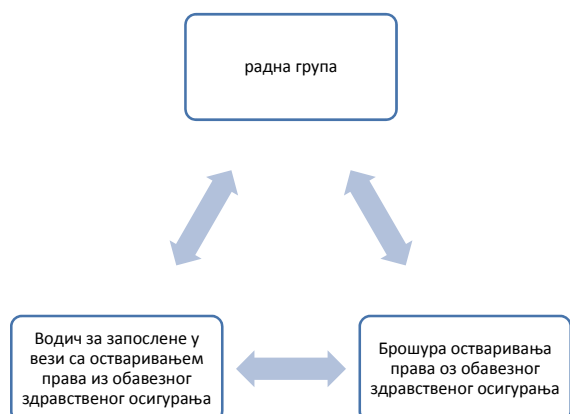 радна група
Водич за запослене у
вези са остваривањем
права из обавезног
здравственог осигурања
Брошура остваривања
права оз обавезног
здравственог осигурања